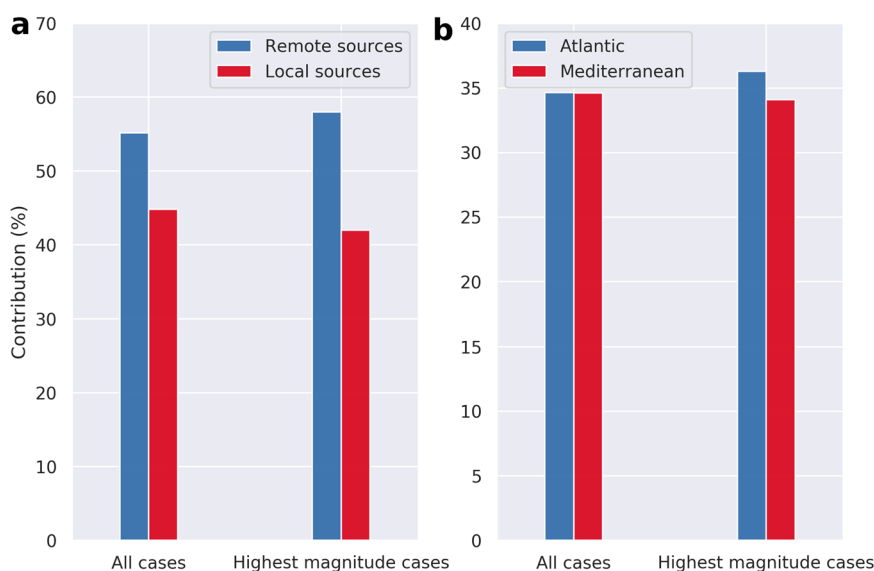 a
70
60
50
40
30
20
10
0
Contribution (%)
Remote sources
Local sources
All cases
Highest magnitude cases
b
40
35
30
25
20
15
10
5
0
Atlantic
Mediterranean
All cases
Highest magnitude cases